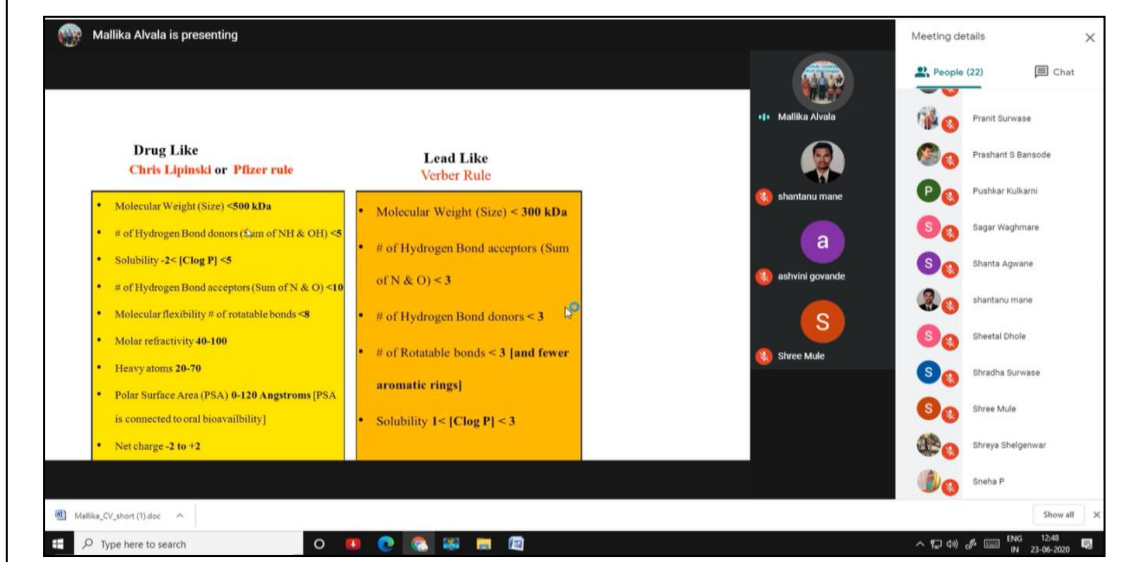 Mallika Alvala is presenting
Drug Like
Chris Lipinski or Pfizer rule
• Molecular Weight (Size) <500 kDa
• # of Hydrogen Bond donors (Sum of NH & OH) <5
• Solubility -2< [Clog P] <5
• # of Hydrogen Bond acceptors (Sum of N & O) <10
• Molecular flexibility # of rotatable bonds <8
• Molar refractivity 40-100
• Heavy atoms 20-70
• Polar Surface Area (PSA) 0-120 Angstroms [PSA
is connected to oral bioavailbility]
• Net charge -2 to +2
Lead Like
Verber Rule
• Molecular Weight (Size) < 300 kDa
• # of Hydrogen Bond acceptors (Sum
of N & O) < 3
• # of Hydrogen Bond donors < 3
• # of Rotatable bonds < 3 [and fewer
aromatic rings]
• Solubility 1< [Clog P] < 3
Mallika Alvala
shantanu mane
a
ashvini govande
S
Shree Mule
Meeting details
People (22)
Chat
Pranit Surwase
Prashant S Bansode
P
Pushkar Kulkarni
S
Sagar Waghmare
S
Shanta Agwane
shantanu mane
S
Sheetal Dhole
S
Shradha Surwase
S
Shree Mule
Shreya Shelgenwar
Sneha P
Mallika_CV_short (1).doc
Show all
Type here to search
ENG
IN
12:48
23-06-2020